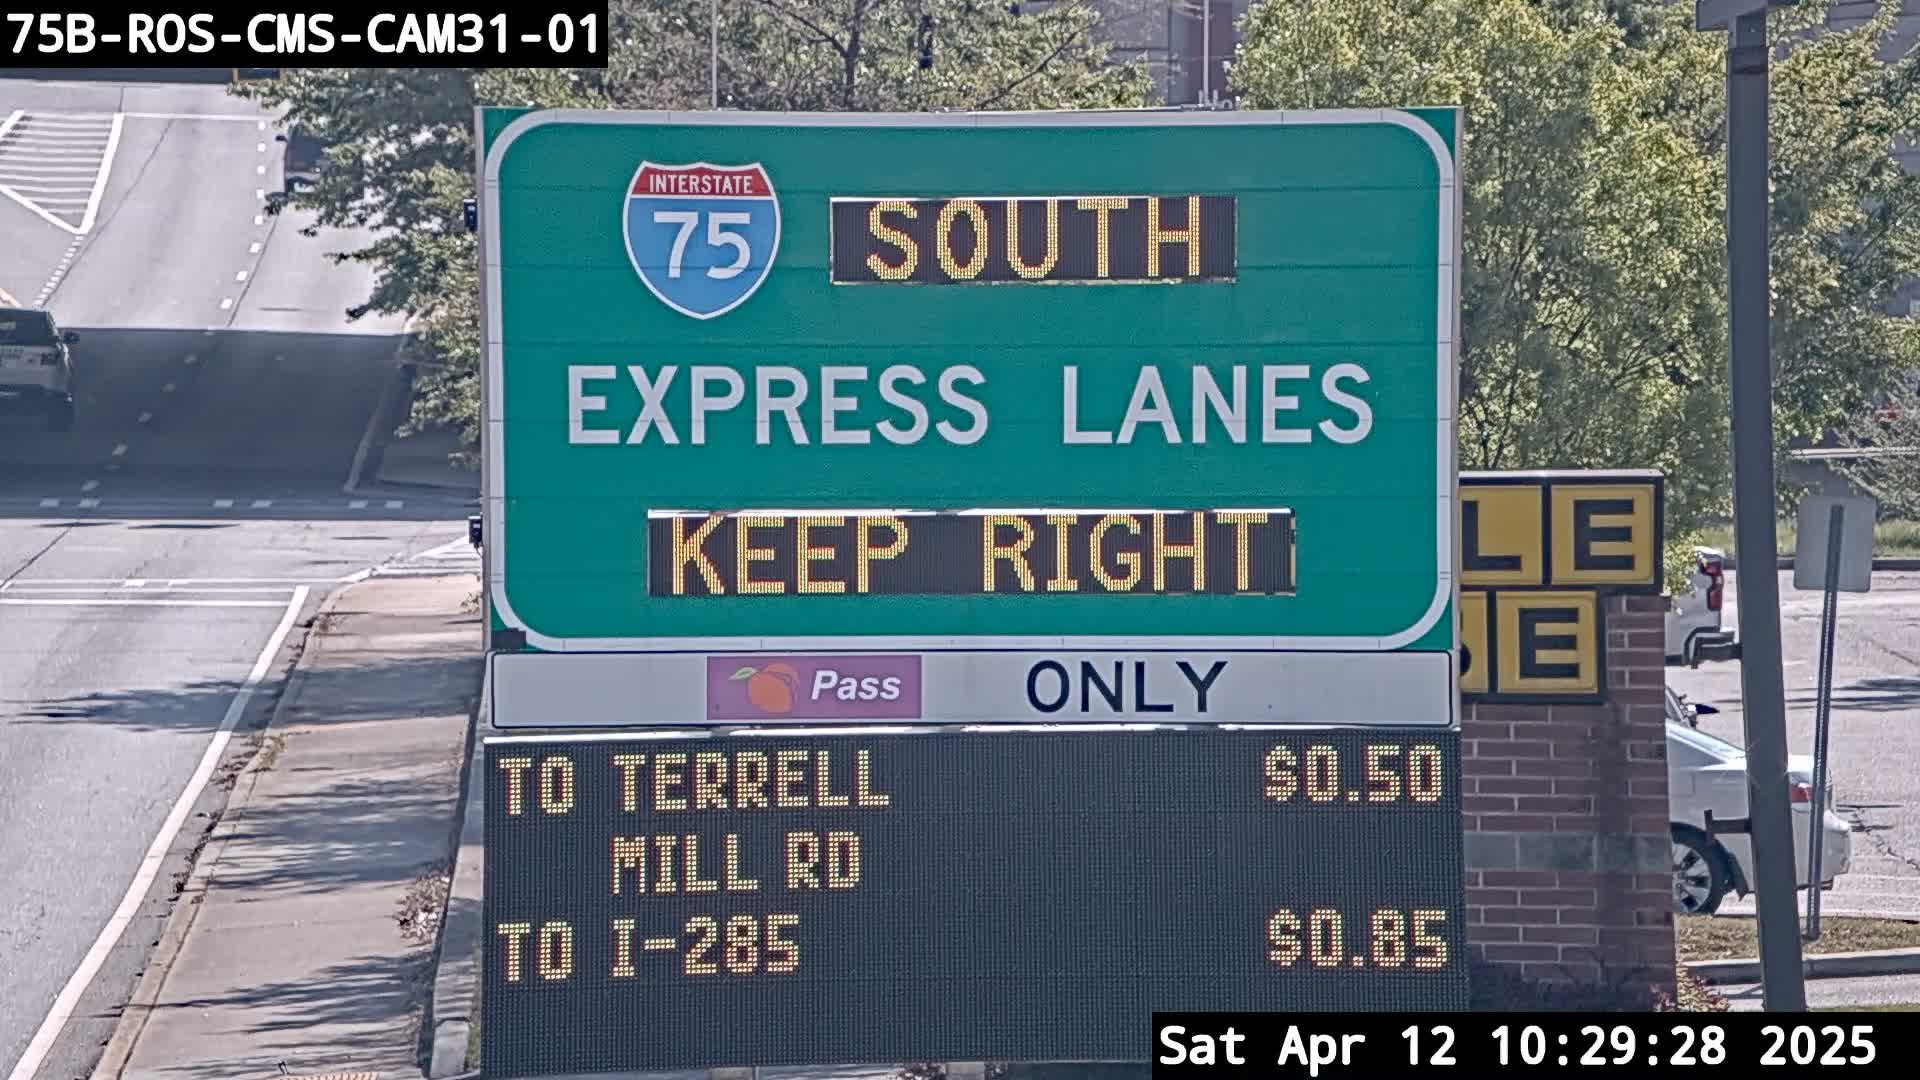 75B-ROS-CMS-CAM31-01
INTERSTATE
75
SOUTH
EXPRESS LANES
KEEP RIGHT
Pass ONLY
TO TERRELL $0.50
MILL RD
TO I-285 $0.85
LE
E
Sat Apr 12 10:29:28 2025